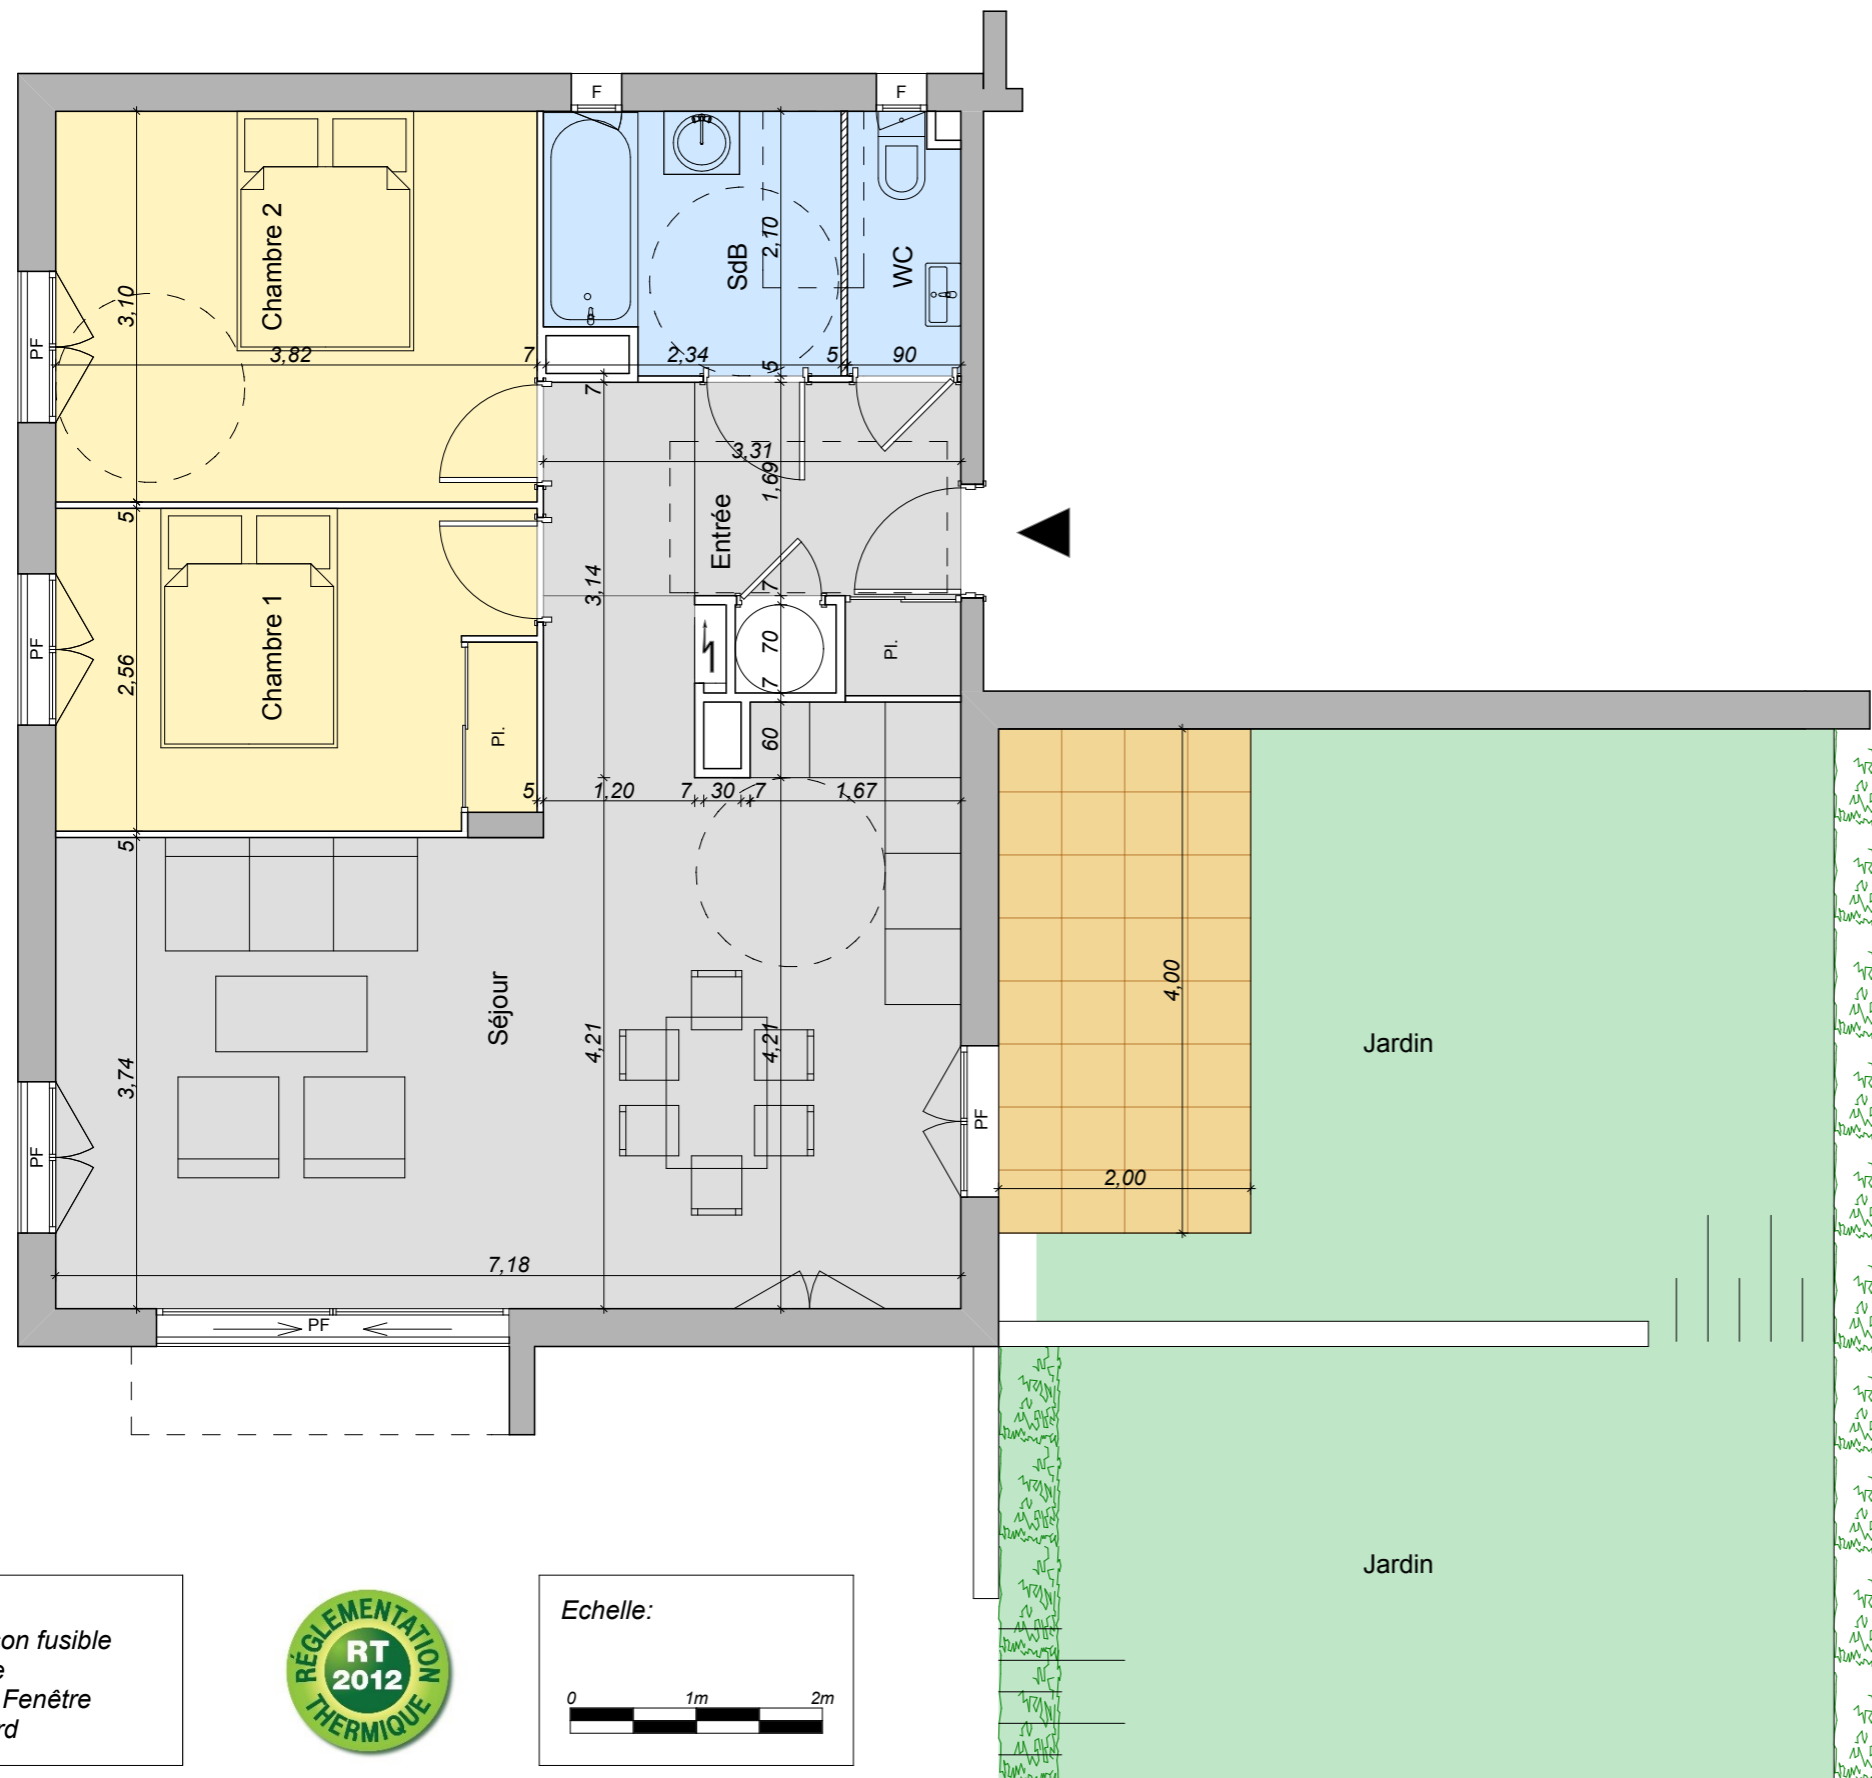 F
F
Chambre 2
3,10
3,82
7
SdB
2,10
2,34
5
5
WC
90
PF
7
3,31
1,69
Entrée
3,14
5
Chambre 1
2,56
PF
Pl.
5
7
70
7
Pl.
60
1,20
7
30
7
1,67
5
Séjour
3,74
4,21
4,21
PF
PF
7,18
PF
4,00
2,00
Jardin
Jardin
on fusible
e
Fenêtre
rd
RÉGLEMENTATION
RT
2012
THERMIQUE
Echelle:
0 1m 2m